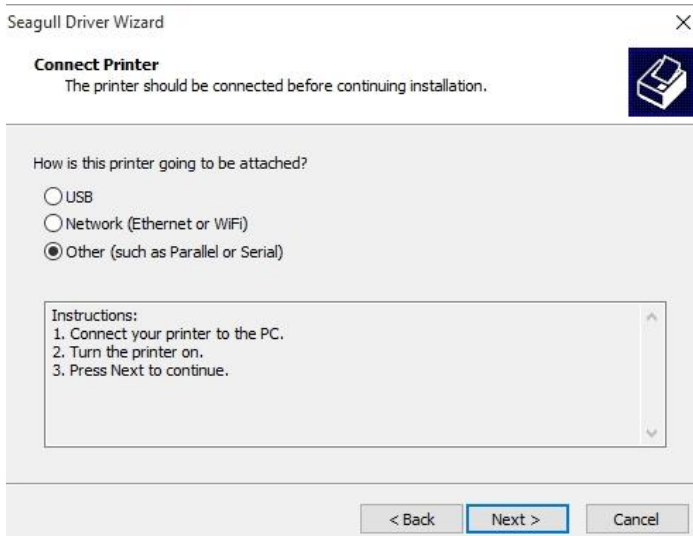 Seagull Driver Wizard
Connect Printer
The printer should be connected before continuing installation.
How is this printer going to be attached?
USB
Network (Ethernet or WiFi)
Other (such as Parallel or Serial)
Instructions:
1. Connect your printer to the PC.
2. Turn the printer on.
3. Press Next to continue.
< Back Next > Cancel